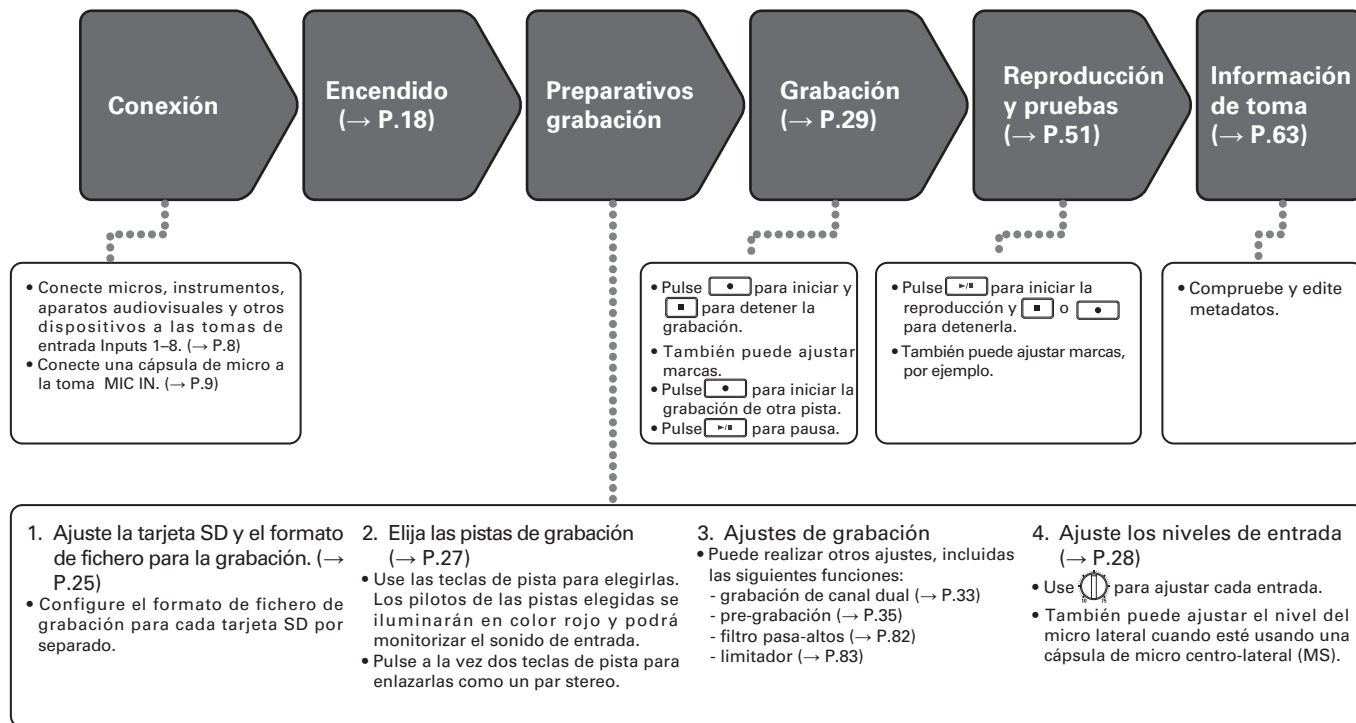 Conexión
Encendido
(→ P.18)
Preparativos
grabación
Grabación
(→ P.29)
Reproducción
y pruebas
(→ P.51)
Información
de toma
(→ P.63)
• Conecte micros, instrumentos,
aparatos audiovisuales y otros
dispositivos a las tomas de
entrada Inputs 1–8. (→ P.8)
• Conecte una cápsula de micro a
la toma MIC IN. (→ P.9)
• Pulse para iniciar y
para detener la
grabación.
• También puede ajustar
marcas.
• Pulse para iniciar la
grabación de otra pista.
• Pulse para pausa.
• Pulse para iniciar la
reproducción y o
para detenerla.
• También puede ajustar marcas,
por ejemplo.
• Compruebe y edite
metadatos.
1. Ajuste la tarjeta SD y el formato
de fichero para la grabación. (→
P.25)
• Configure el formato de fichero de
grabación para cada tarjeta SD por
separado.
2. Elija las pistas de grabación
(→ P.27)
• Use las teclas de pista para elegirlas.
Los pilotos de las pistas elegidas se
iluminarán en color rojo y podrá
monitorizar el sonido de entrada.
• Pulse a la vez dos teclas de pista para
enlazarlas como un par stereo.
3. Ajustes de grabación
• Puede realizar otros ajustes, incluidas
las siguientes funciones:
- grabación de canal dual (→ P.33)
- pre-grabación (→ P.35)
- filtro pasa-altos (→ P.82)
- limitador (→ P.83)
4. Ajuste los niveles de entrada
(→ P.28)
• Use para ajustar cada entrada.
• También puede ajustar el nivel del
micro lateral cuando esté usando una
cápsula de micro centro-lateral (MS).